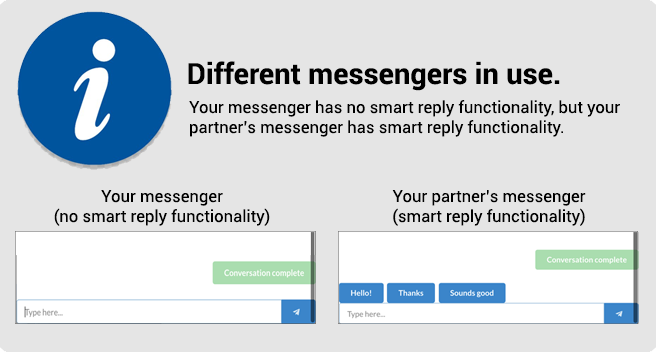 i
Different messengers in use.
Your messenger has no smart reply functionality, but your
partner's messenger has smart reply functionality.
Your messenger
(no smart reply functionality)
Conversation complete
Type here...
Your partner's messenger
(smart reply functionality)
Conversation complete
Hello! Thanks Sounds good
Type here...